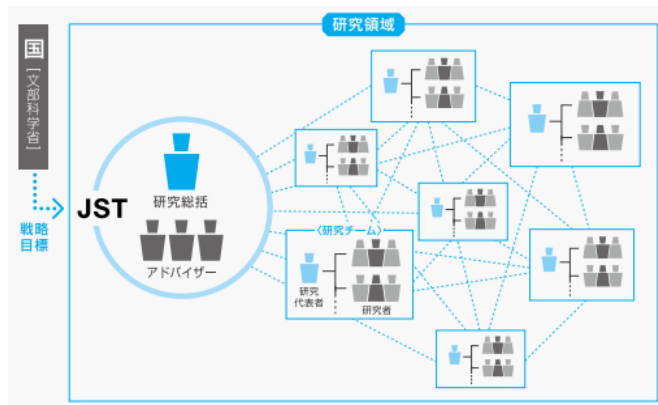 研究領域
国
[文部科学省]
戦略
目標
JST
研究総括
アドバイザー
〈研究チーム〉
研究
代表者
研究者